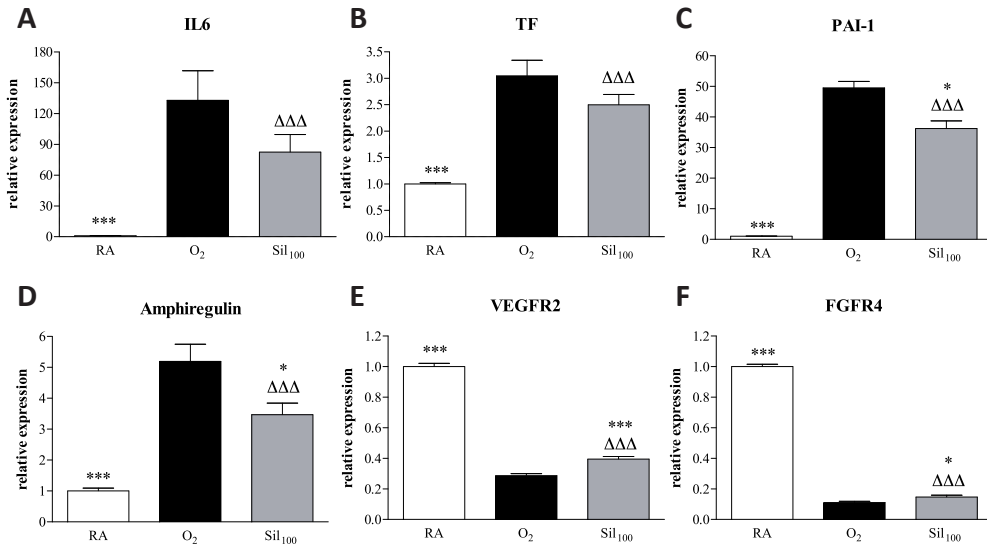 A
IL6
relative expression
180
150
120
90
60
30
0
***
ΔΔΔ
RA
O₂
Sil₁₀₀
B
TF
relative expression
3.5
3.0
2.5
2.0
1.5
1.0
0.5
0.0
***
ΔΔΔ
RA
O₂
Sil₁₀₀
C
PAI-1
relative expression
60
50
40
30
20
10
0
***
*
ΔΔΔ
RA
O₂
Sil₁₀₀
D
Amphiregulin
relative expression
6
5
4
3
2
1
0
***
*
ΔΔΔ
RA
O₂
Sil₁₀₀
E
VEGFR2
relative expression
1.2
1.0
0.8
0.6
0.4
0.2
0.0
***
***
ΔΔΔ
RA
O₂
Sil₁₀₀
F
FGFR4
relative expression
1.2
1.0
0.8
0.6
0.4
0.2
0.0
***
*
ΔΔΔ
RA
O₂
Sil₁₀₀